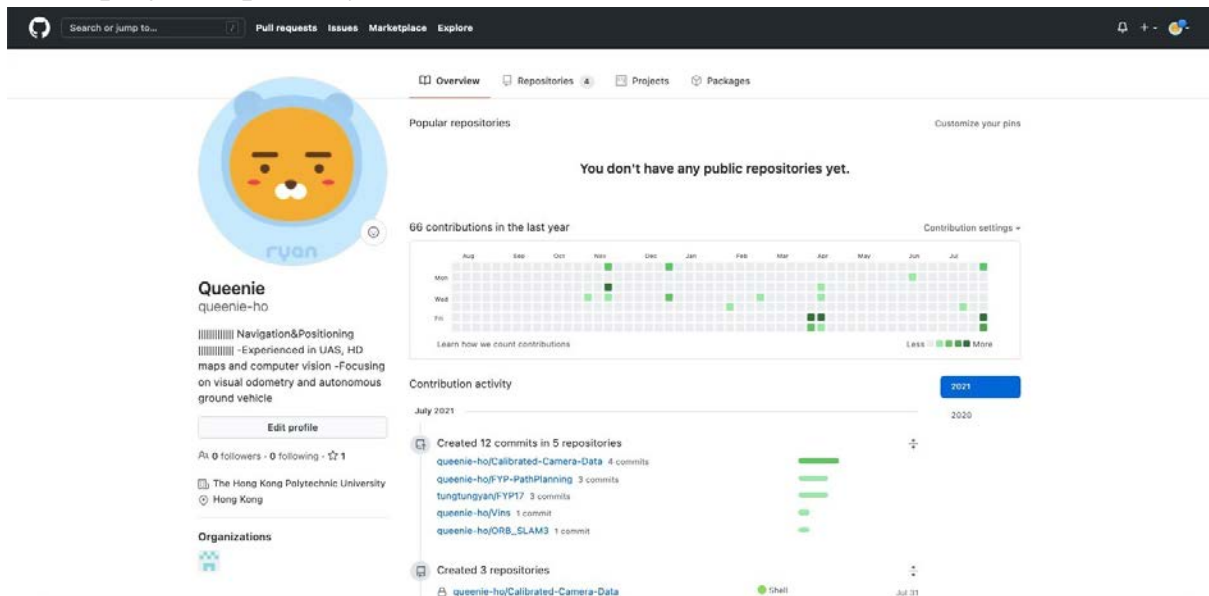 Search or jump to... /
Pull requests Issues Marketplace Explore
Overview Repositories 4 Projects Packages
Popular repositories Customize your pins
You don't have any public repositories yet.
66 contributions in the last year Contribution settings
Aug Sep Oct Nov Dec Jan Feb Mar Apr May Jun Jul
Mon
Wed
Fri
Learn how we count contributions Less More
ryan
Queenie
queenie-ho
||||||||||||| Navigation&Positioning
||||||||||||| -Experienced in UAS, HD
maps and computer vision -Focusing
on visual odometry and autonomous
ground vehicle
Edit profile
0 followers · 0 following · 1
The Hong Kong Polytechnic University
Hong Kong
Organizations
Contribution activity
2021
2020
July 2021
Created 12 commits in 5 repositories
queenie-ho/Calibrated-Camera-Data 4 commits
queenie-ho/FYP-PathPlanning 3 commits
tungtungyan/FYP17 3 commits
queenie-ho/Vins 1 commit
queenie-ho/ORB_SLAM3 1 commit
Created 3 repositories
queenie-ho/Calibrated-Camera-Data Shell Jul 31